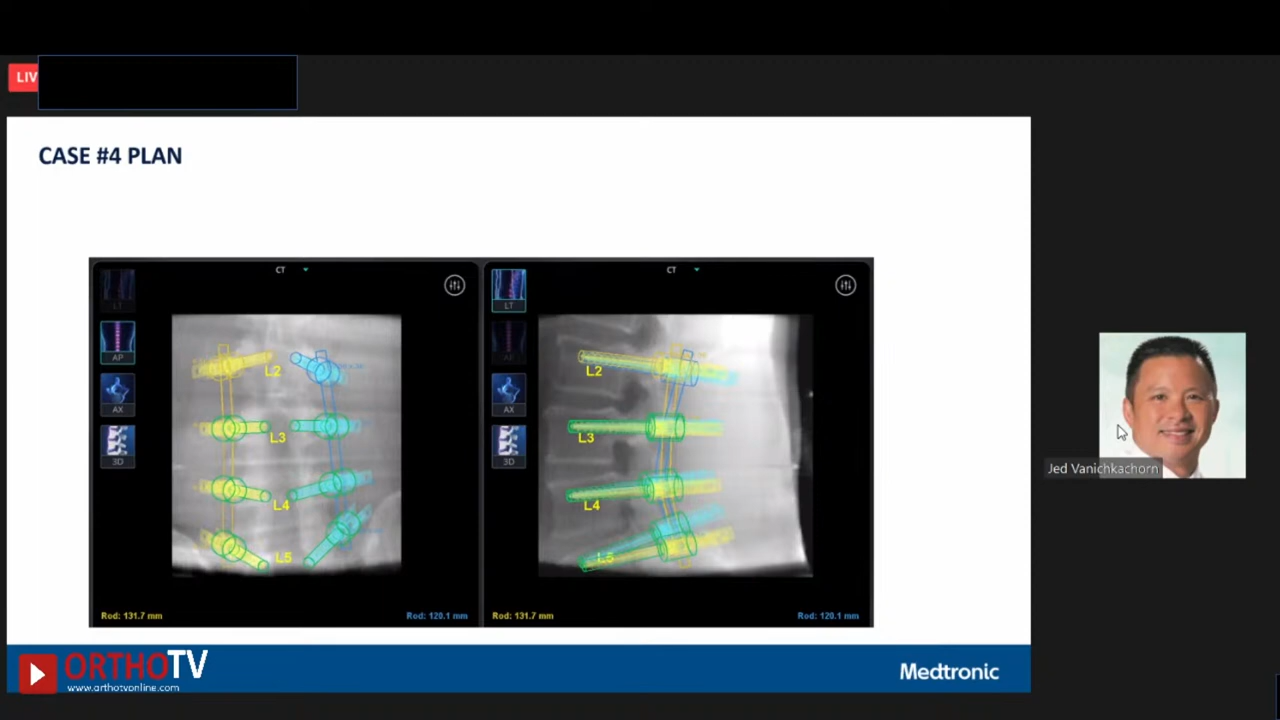 LIV
CASE #4 PLAN
CT
LT
AP
AX
3D
L2
L3
L4
L5
Rod: 131.7 mm
Rod: 120.1 mm
CT
LT
AP
AX
3D
L2
L3
L4
L5
Rod: 131.7 mm
Rod: 120.1 mm
Jed Vanichkachorn
ORTHOTV
www.orthotvonline.com
Medtronic